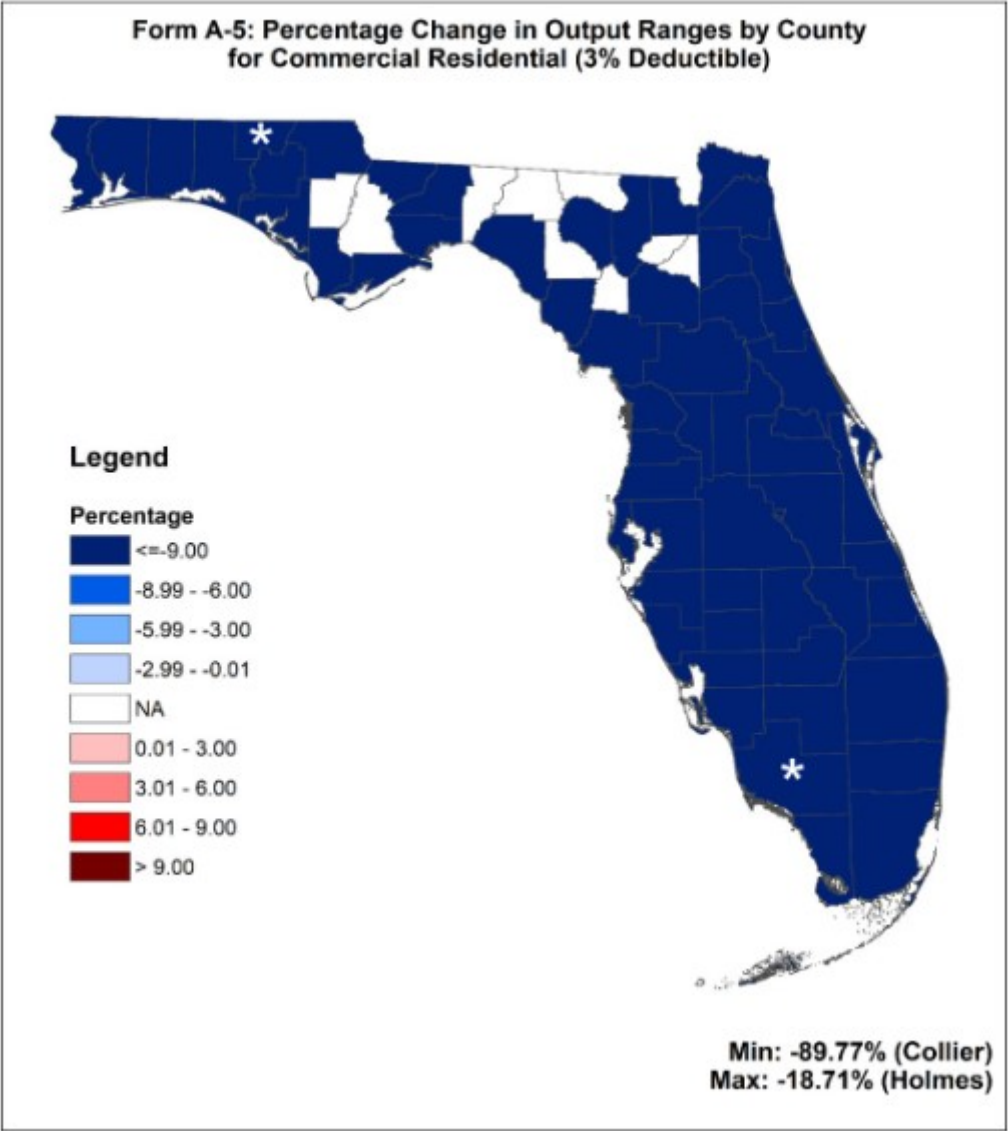 Form A-5: Percentage Change in Output Ranges by County
for Commercial Residential (3% Deductible)
*
*
Legend
Percentage
<=-9.00
-8.99 - -6.00
-5.99 - -3.00
-2.99 - -0.01
NA
0.01 - 3.00
3.01 - 6.00
6.01 - 9.00
> 9.00
Min: -89.77% (Collier)
Max: -18.71% (Holmes)